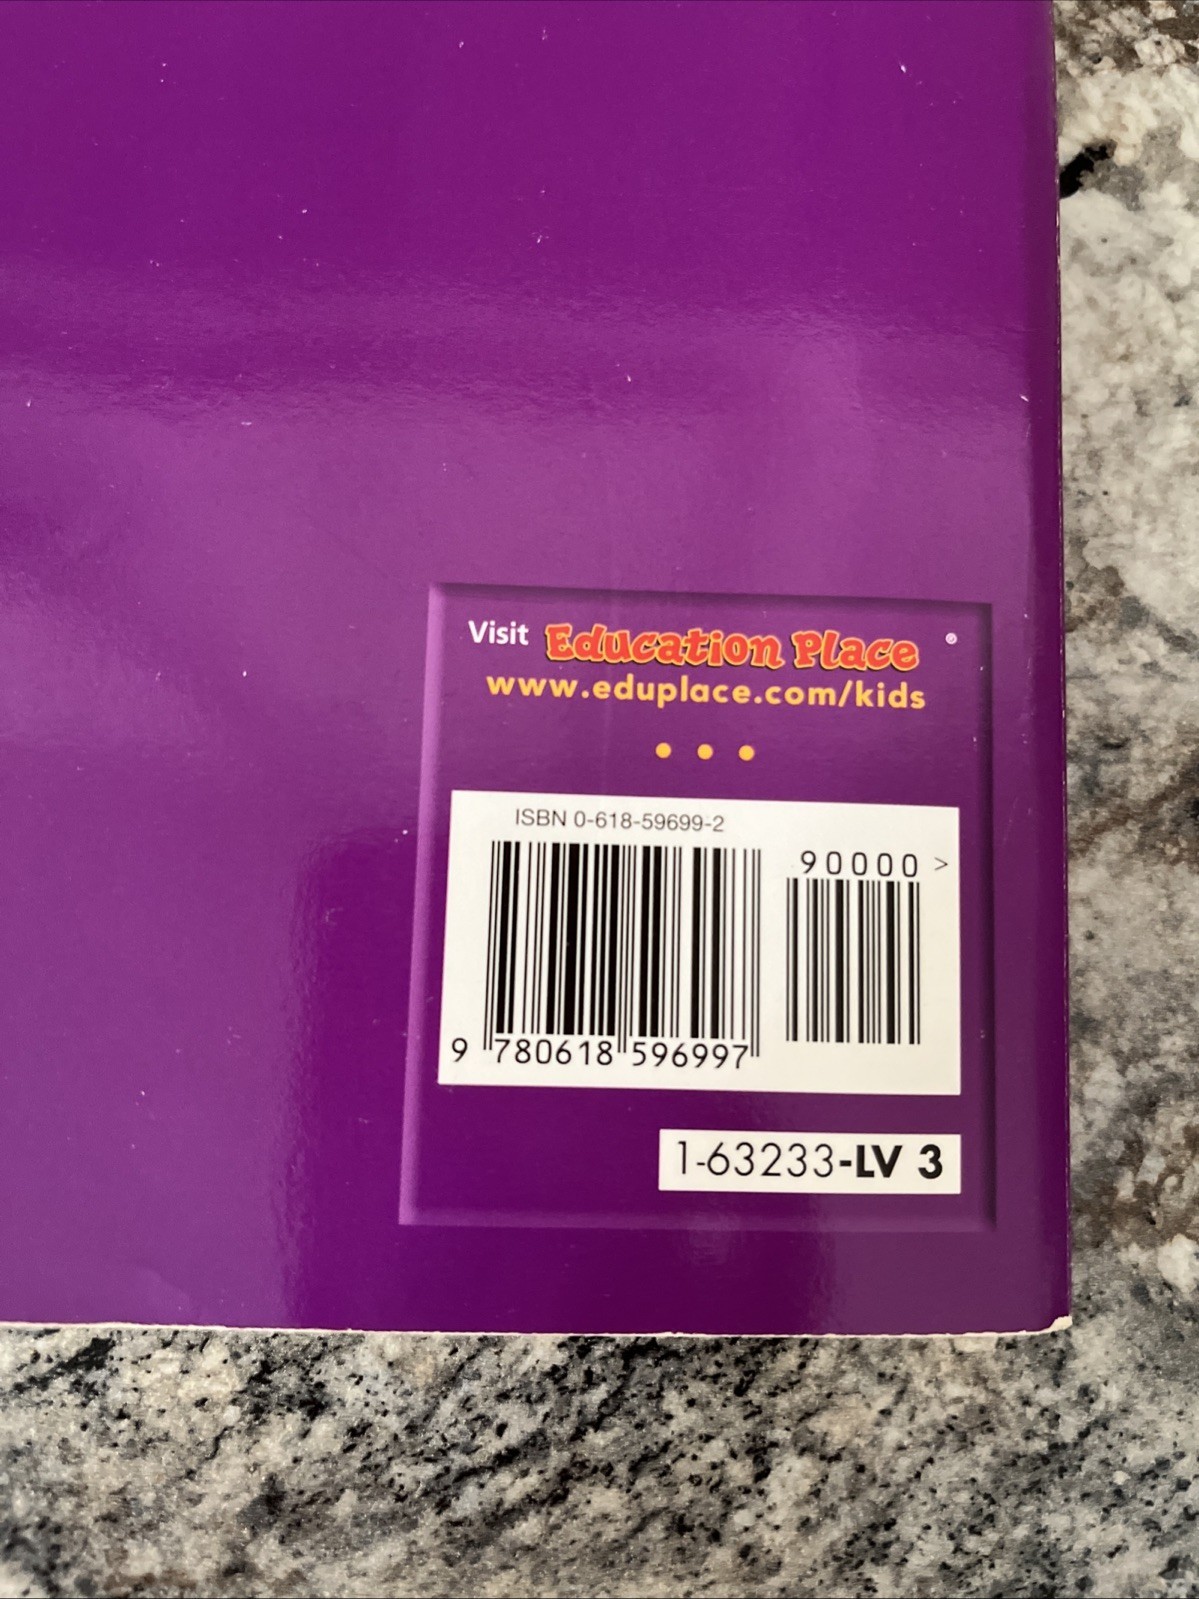 Visit Education Place ®
www.eduplace.com/kids
ISBN 0-618-59699-2
90000 >
9 780618 596997
1-63233-LV 3